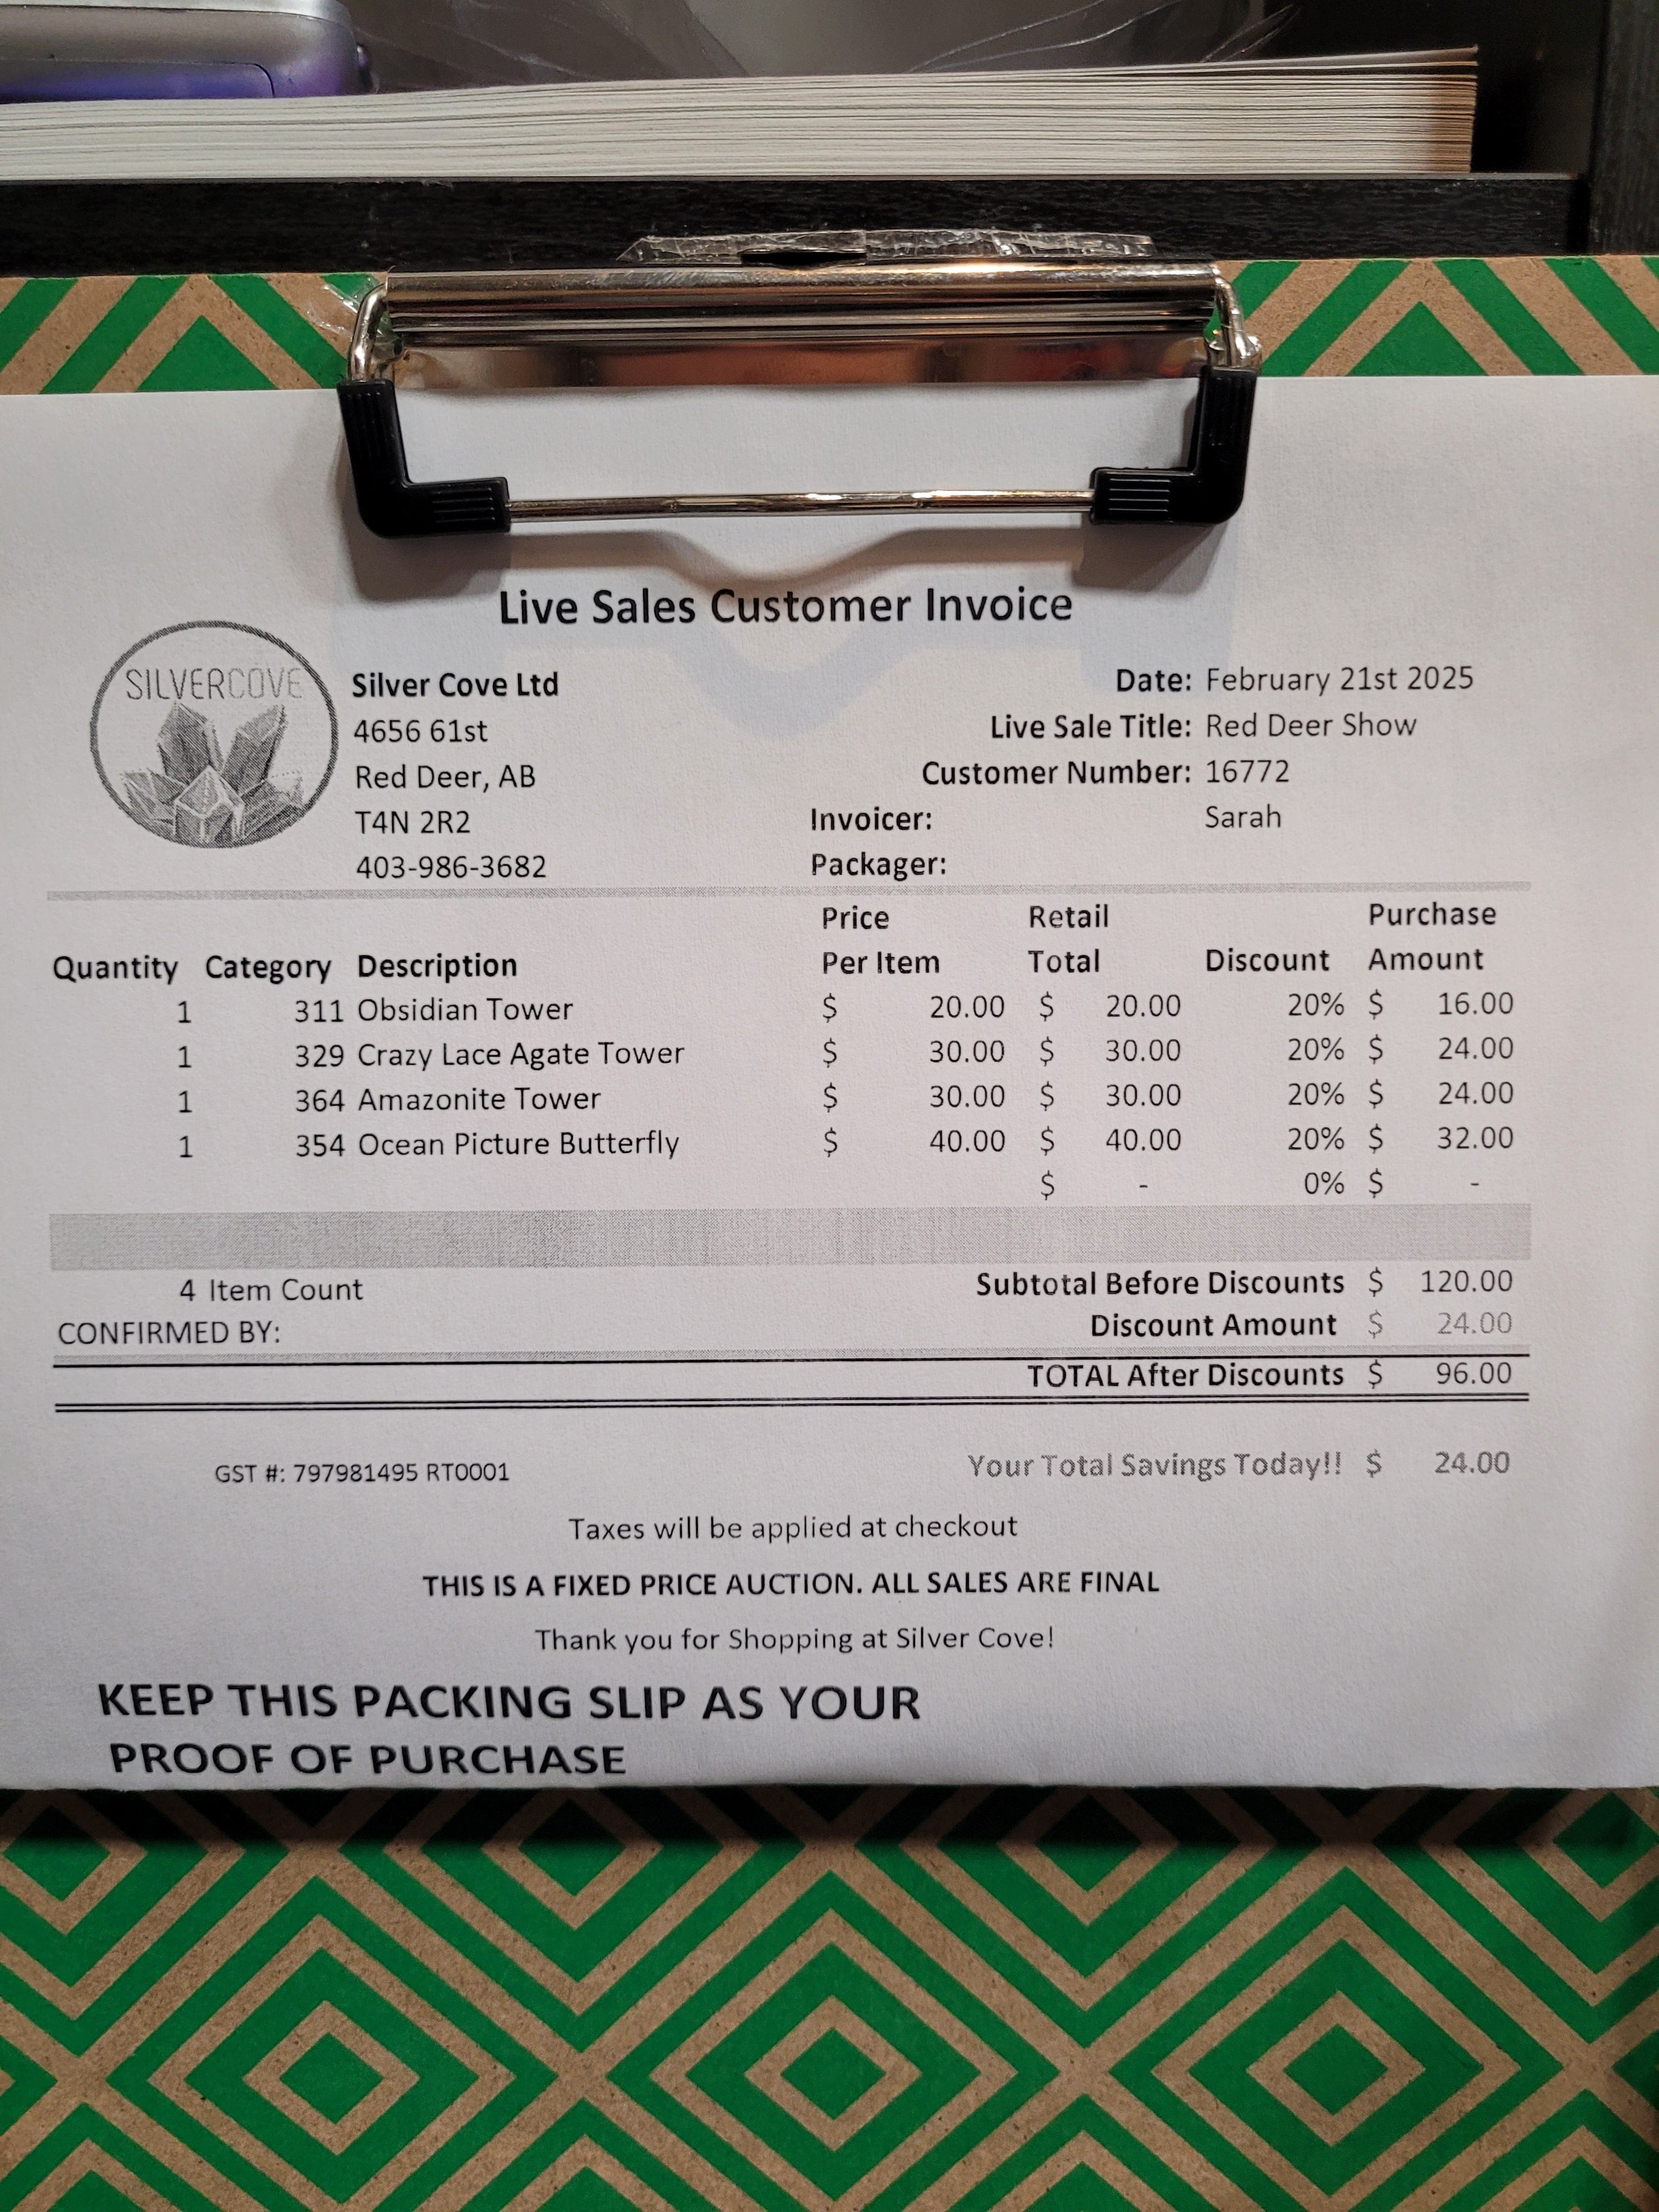 Live Sales Customer Invoice
SILVERCOVE
Silver Cove Ltd
4656 61st
Red Deer, AB
T4N 2R2
403-986-3682
Date: February 21st 2025
Live Sale Title: Red Deer Show
Customer Number: 16772
Invoicer: Sarah
Packager:
Quantity Category Description Price Per Item Retail Total Discount Purchase Amount
1 311 Obsidian Tower $ 20.00 $ 20.00 20% $ 16.00
1 329 Crazy Lace Agate Tower $ 30.00 $ 30.00 20% $ 24.00
1 364 Amazonite Tower $ 30.00 $ 30.00 20% $ 24.00
1 354 Ocean Picture Butterfly $ 40.00 $ 40.00 20% $ 32.00
$ - 0% $ -
4 Item Count Subtotal Before Discounts $ 120.00
CONFIRMED BY: Discount Amount $ 24.00
TOTAL After Discounts $ 96.00
GST #: 797981495 RT0001 Your Total Savings Today!! $ 24.00
Taxes will be applied at checkout
THIS IS A FIXED PRICE AUCTION. ALL SALES ARE FINAL
Thank you for Shopping at Silver Cove!
KEEP THIS PACKING SLIP AS YOUR
PROOF OF PURCHASE